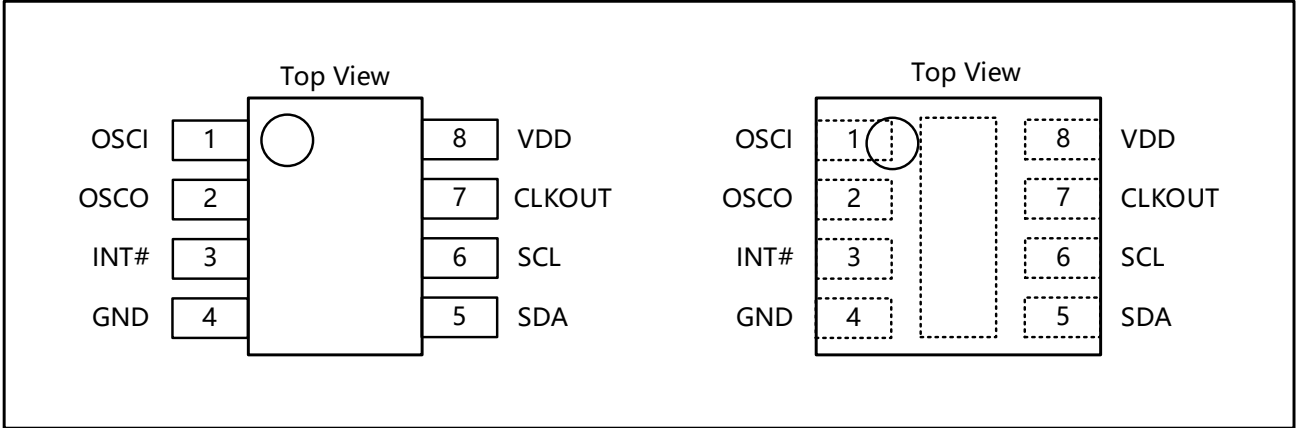 Top View
OSCI 1 8 VDD
OSCO 2 7 CLKOUT
INT# 3 6 SCL
GND 4 5 SDA
Top View
OSCI 1 8 VDD
OSCO 2 7 CLKOUT
INT# 3 6 SCL
GND 4 5 SDA